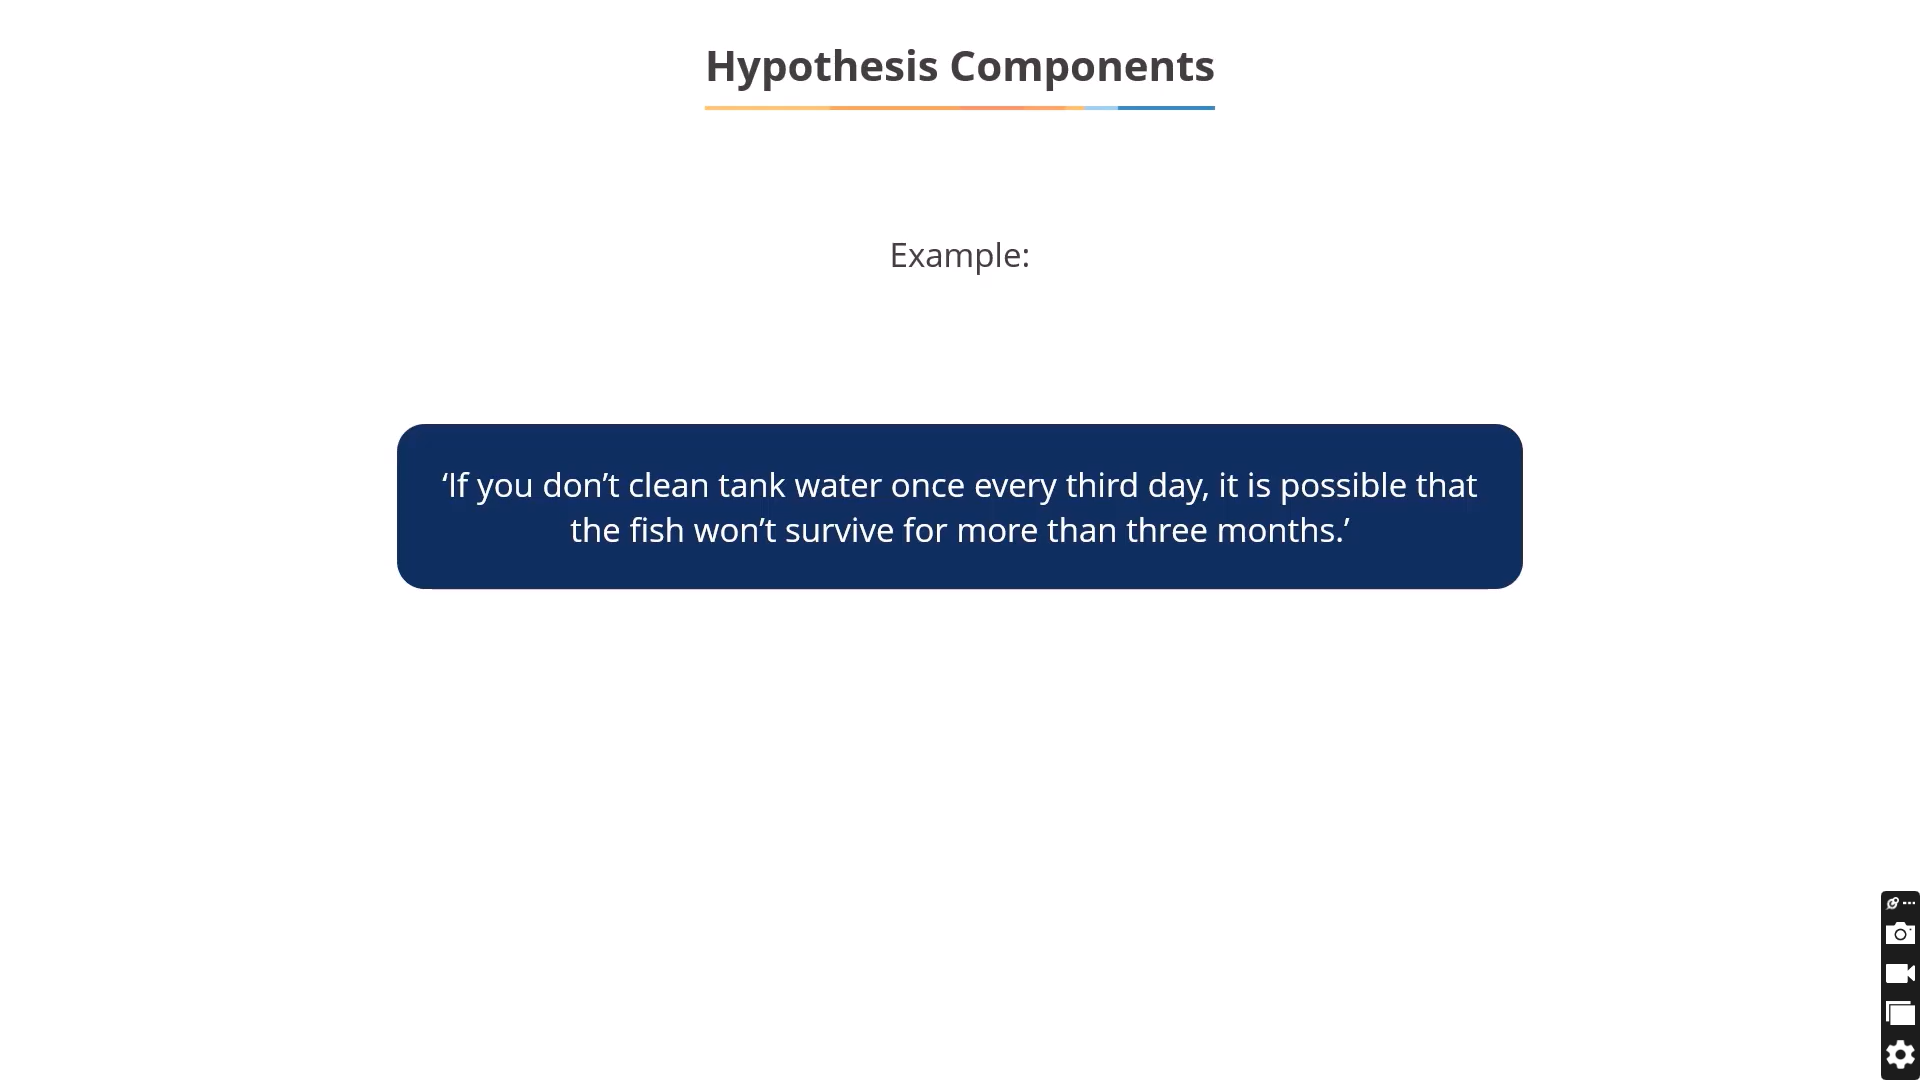 Hypothesis Components
Example:
‘If you don’t clean tank water once every third day, it is possible that
the fish won’t survive for more than three months.’